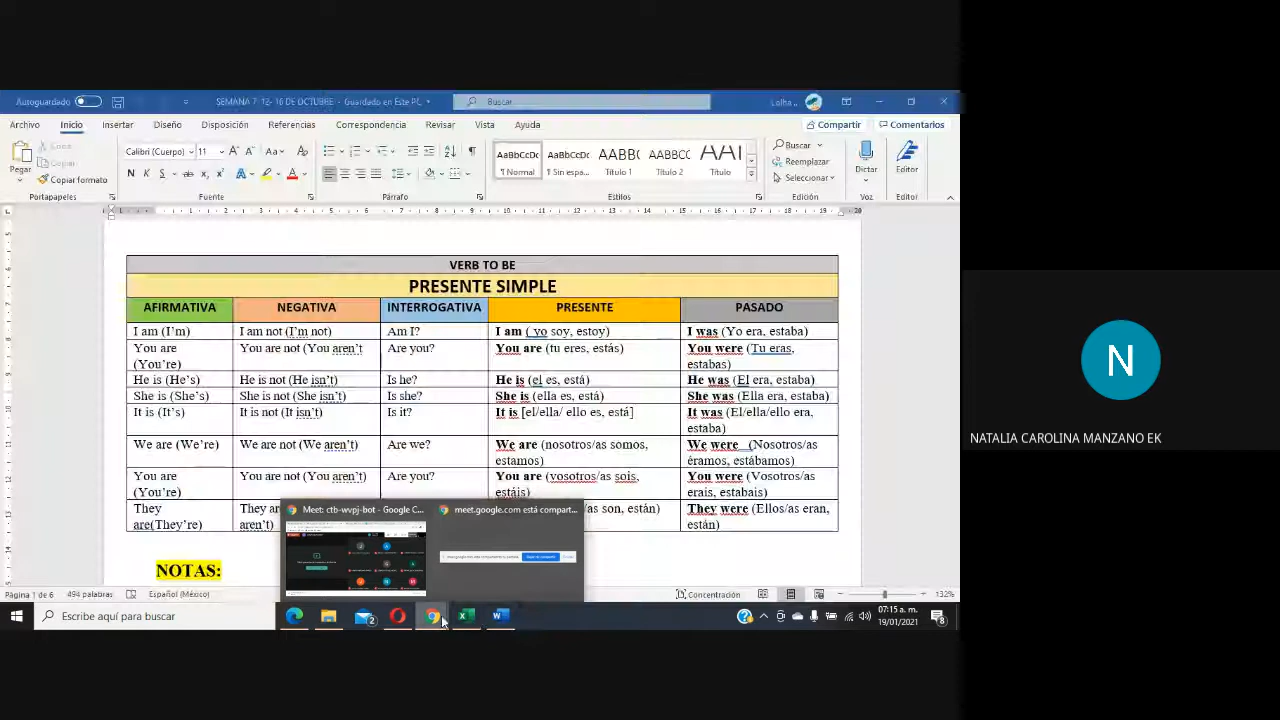 Autoguardado
SEMANA 7 12- 16 DE OCTUBRE - Guardado en Este PC
Buscar
Archivo Inicio Insertar Diseño Disposición Referencias Correspondencia Revisar Vista Ayuda Compartir Comentarios
Pegar
Copiar
Copiar formato
Portapapeles
Calibri (Cuerpo) 11
Fuente
Párrafo
AaBbCcDc AaBbCcDc AABBC AABBCC AAI
¶ Normal ¶ Sin espa... Título 1 Título 2 Título
Estilos
Buscar
Reemplazar
Seleccionar
Edición
Dictar
Voz
Editor
Editor
VERB TO BE
PRESENTE SIMPLE
AFIRMATIVA NEGATIVA INTERROGATIVA PRESENTE PASADO
I am (I'm) I am not (I'm not) Am I? I am ( yo soy, estoy) I was (Yo era, estaba)
You are You are not (You aren't Are you? You are (tu eres, estás) You were (Tu eras,
(You're) estabas)
He is (He's) He is not (He isn't) Is he? He is (el es, está) He was (El era, estaba)
She is (She's) She is not (She isn't) Is she? She is (ella es, está) She was (Ella era, estaba)
It is (It's) It is not (It isn't) Is it? It is [el/ella/ ello es, está] It was (El/ella/ello era,
estaba)
We are (We're) We are not (We aren't) Are we? We are (nosotros/as somos, We were (Nosotros/as
estamos) éramos, estábamos)
You are You are not (You aren't) Are you? You are (vosotros/as sois, You were (Vosotros/as
(You're) estáis) erais, estabais)
They They ar as son, están) They were (Ellos/as eran,
are(They're) aren't) están)
NOTAS:
Meet: ctb-wvpj-bot - Google C...
meet.google.com está compart...
Página 1 de 6 494 palabras Español (México) Concentración 132%
Escribe aquí para buscar
07:15 a. m.
19/01/2021
NATALIA CAROLINA MANZANO EK
N